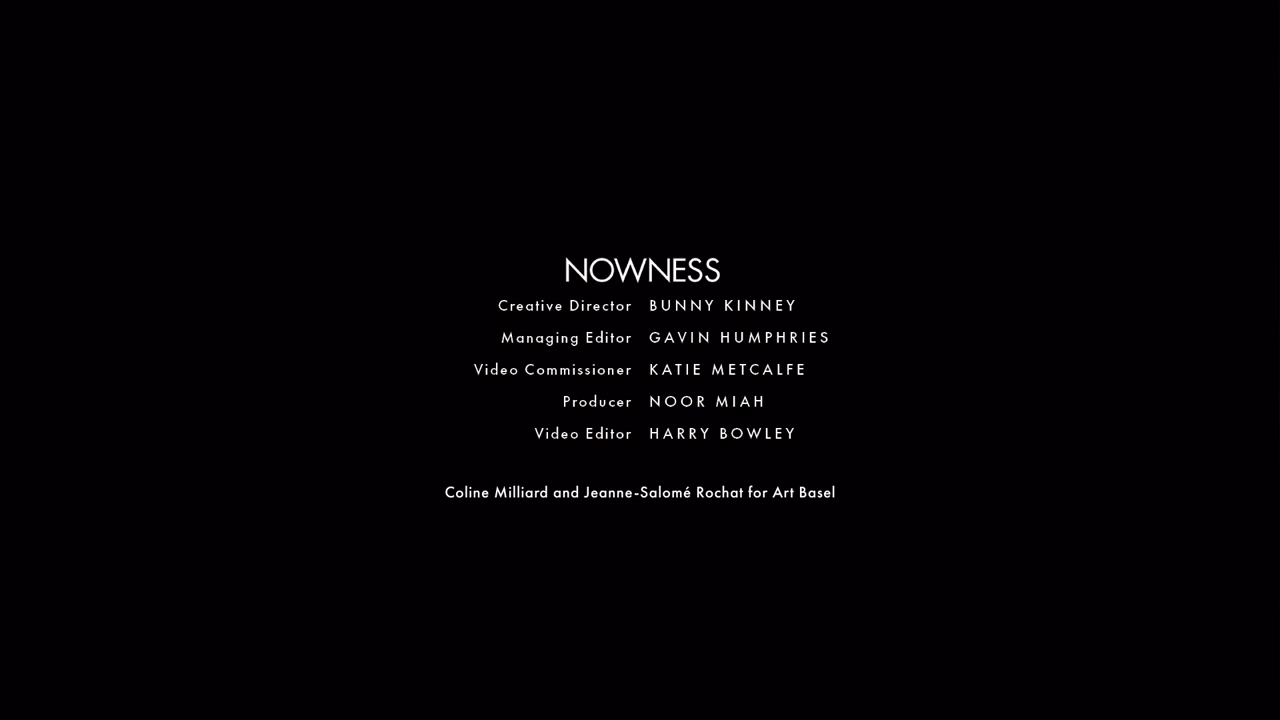 NOWNESS
Creative Director BUNNY KINNEY
Managing Editor GAVIN HUMPHRIES
Video Commissioner KATIE METCALFE
Producer NOOR MIAH
Video Editor HARRY BOWLEY
Coline Milliard and Jeanne-Salomé Rochat for Art Basel